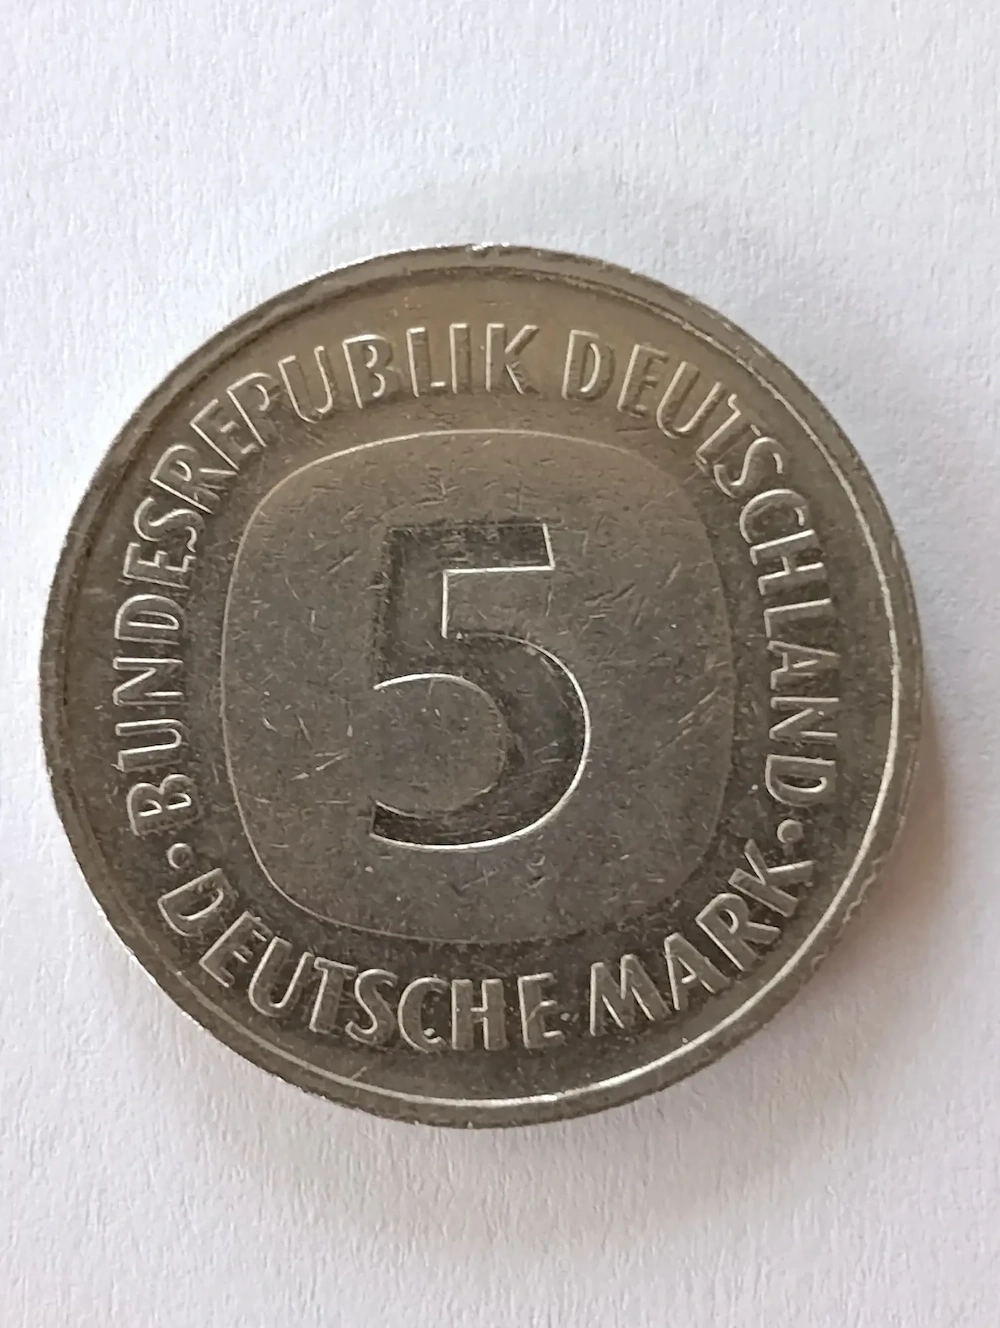 BUNDESREPUBLIK DEUTSCHLAND
5
• DEUTSCHE MARK •